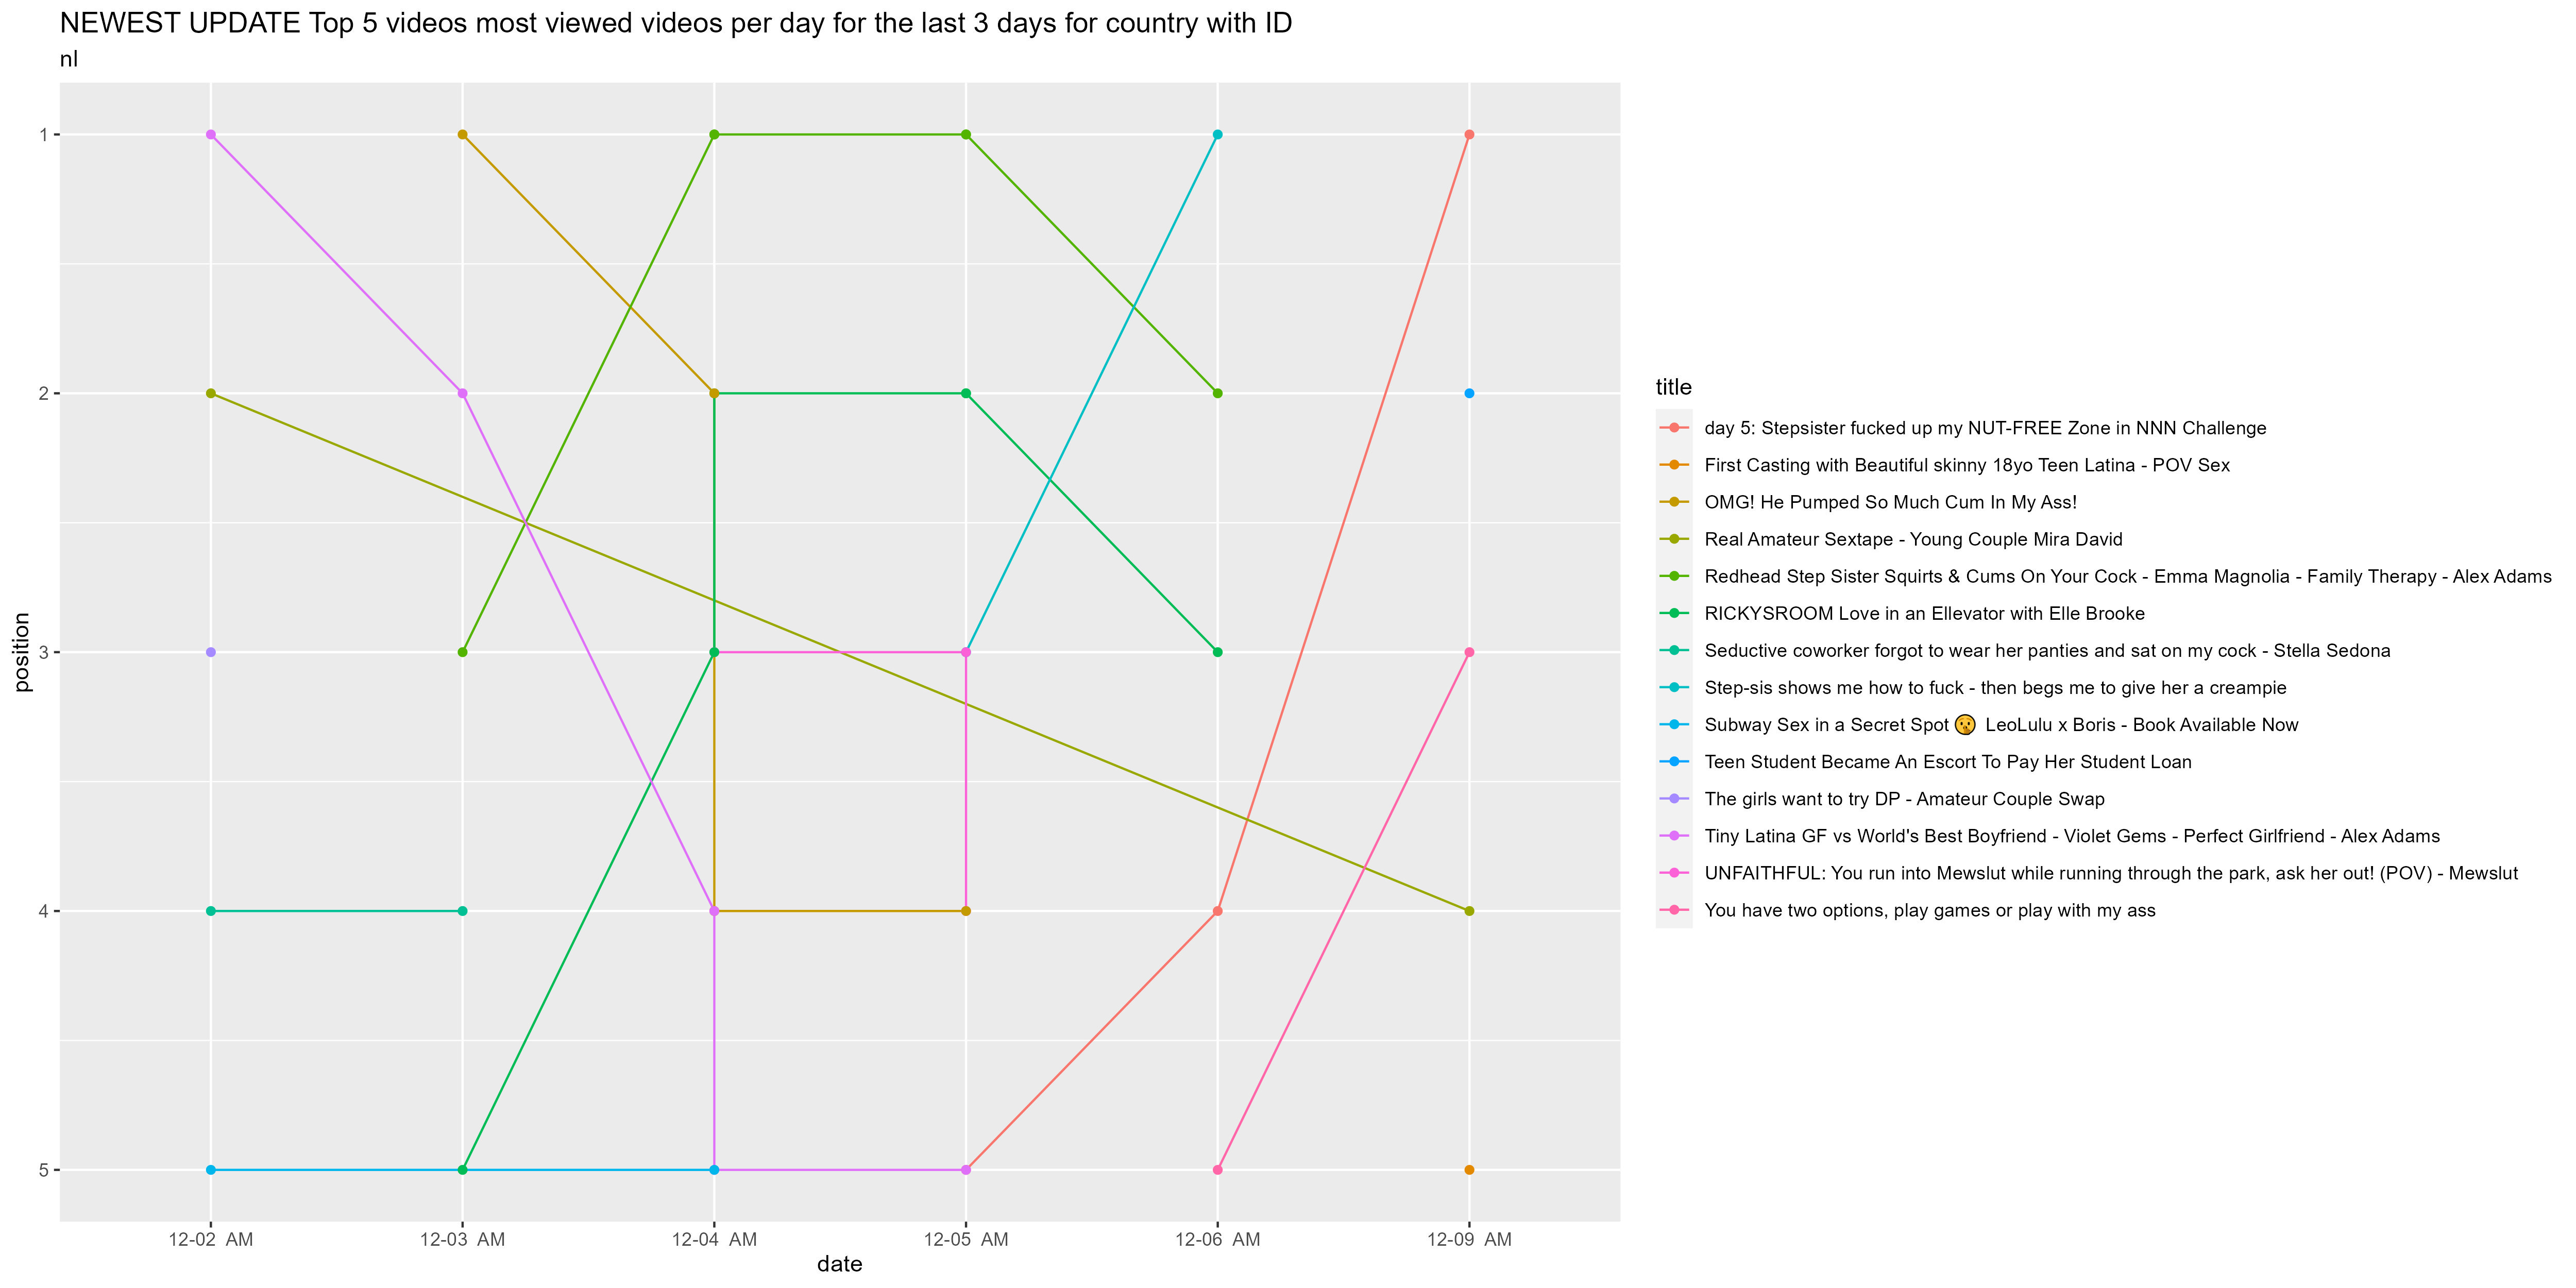 NEWEST UPDATE Top 5 videos most viewed videos per day for the last 3 days for country with ID
nl
position
1
2
3
4
5
12-02 AM
12-03 AM
12-04 AM
12-05 AM
12-06 AM
12-09 AM
date
title
day 5: Stepsister fucked up my NUT-FREE Zone in NNN Challenge
First Casting with Beautiful skinny 18yo Teen Latina - POV Sex
OMG! He Pumped So Much Cum In My Ass!
Real Amateur Sextape - Young Couple Mira David
Redhead Step Sister Squirts & Cums On Your Cock - Emma Magnolia - Family Therapy - Alex Adams
RICKYSROOM Love in an Ellevator with Elle Brooke
Seductive coworker forgot to wear her panties and sat on my cock - Stella Sedona
Step-sis shows me how to fuck - then begs me to give her a creampie
Subway Sex in a Secret Spot 🤫 LeoLulu x Boris - Book Available Now
Teen Student Became An Escort To Pay Her Student Loan
The girls want to try DP - Amateur Couple Swap
Tiny Latina GF vs World's Best Boyfriend - Violet Gems - Perfect Girlfriend - Alex Adams
UNFAITHFUL: You run into Mewslut while running through the park, ask her out! (POV) - Mewslut
You have two options, play games or play with my ass